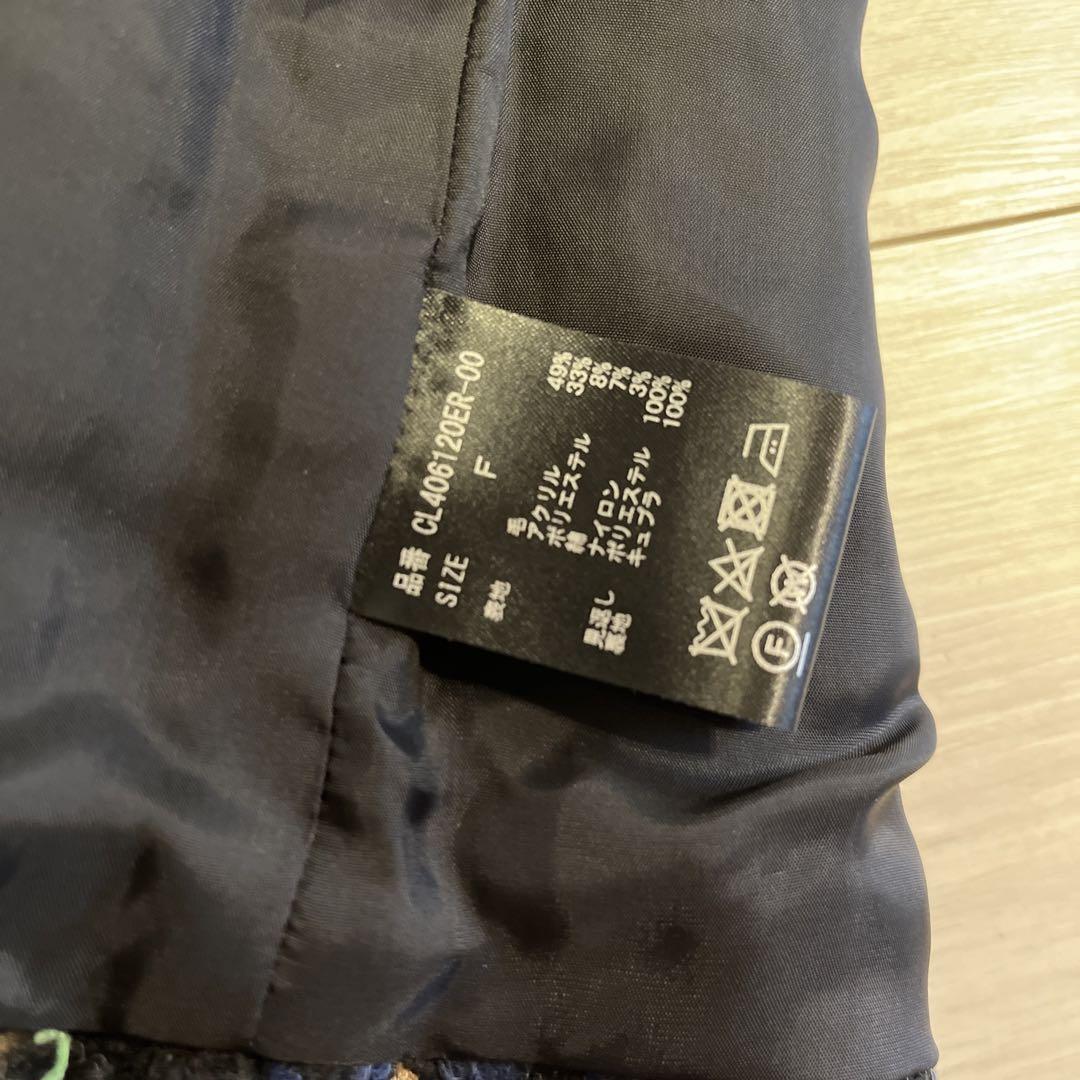 品番 CL406120ER-00
SIZE F
表地 毛 49%
アクリル 33%
ポリエステル 8%
綿 7%
ナイロン 3%
見返し ポリエステル 100%
裏地 キュプラ 100%
F